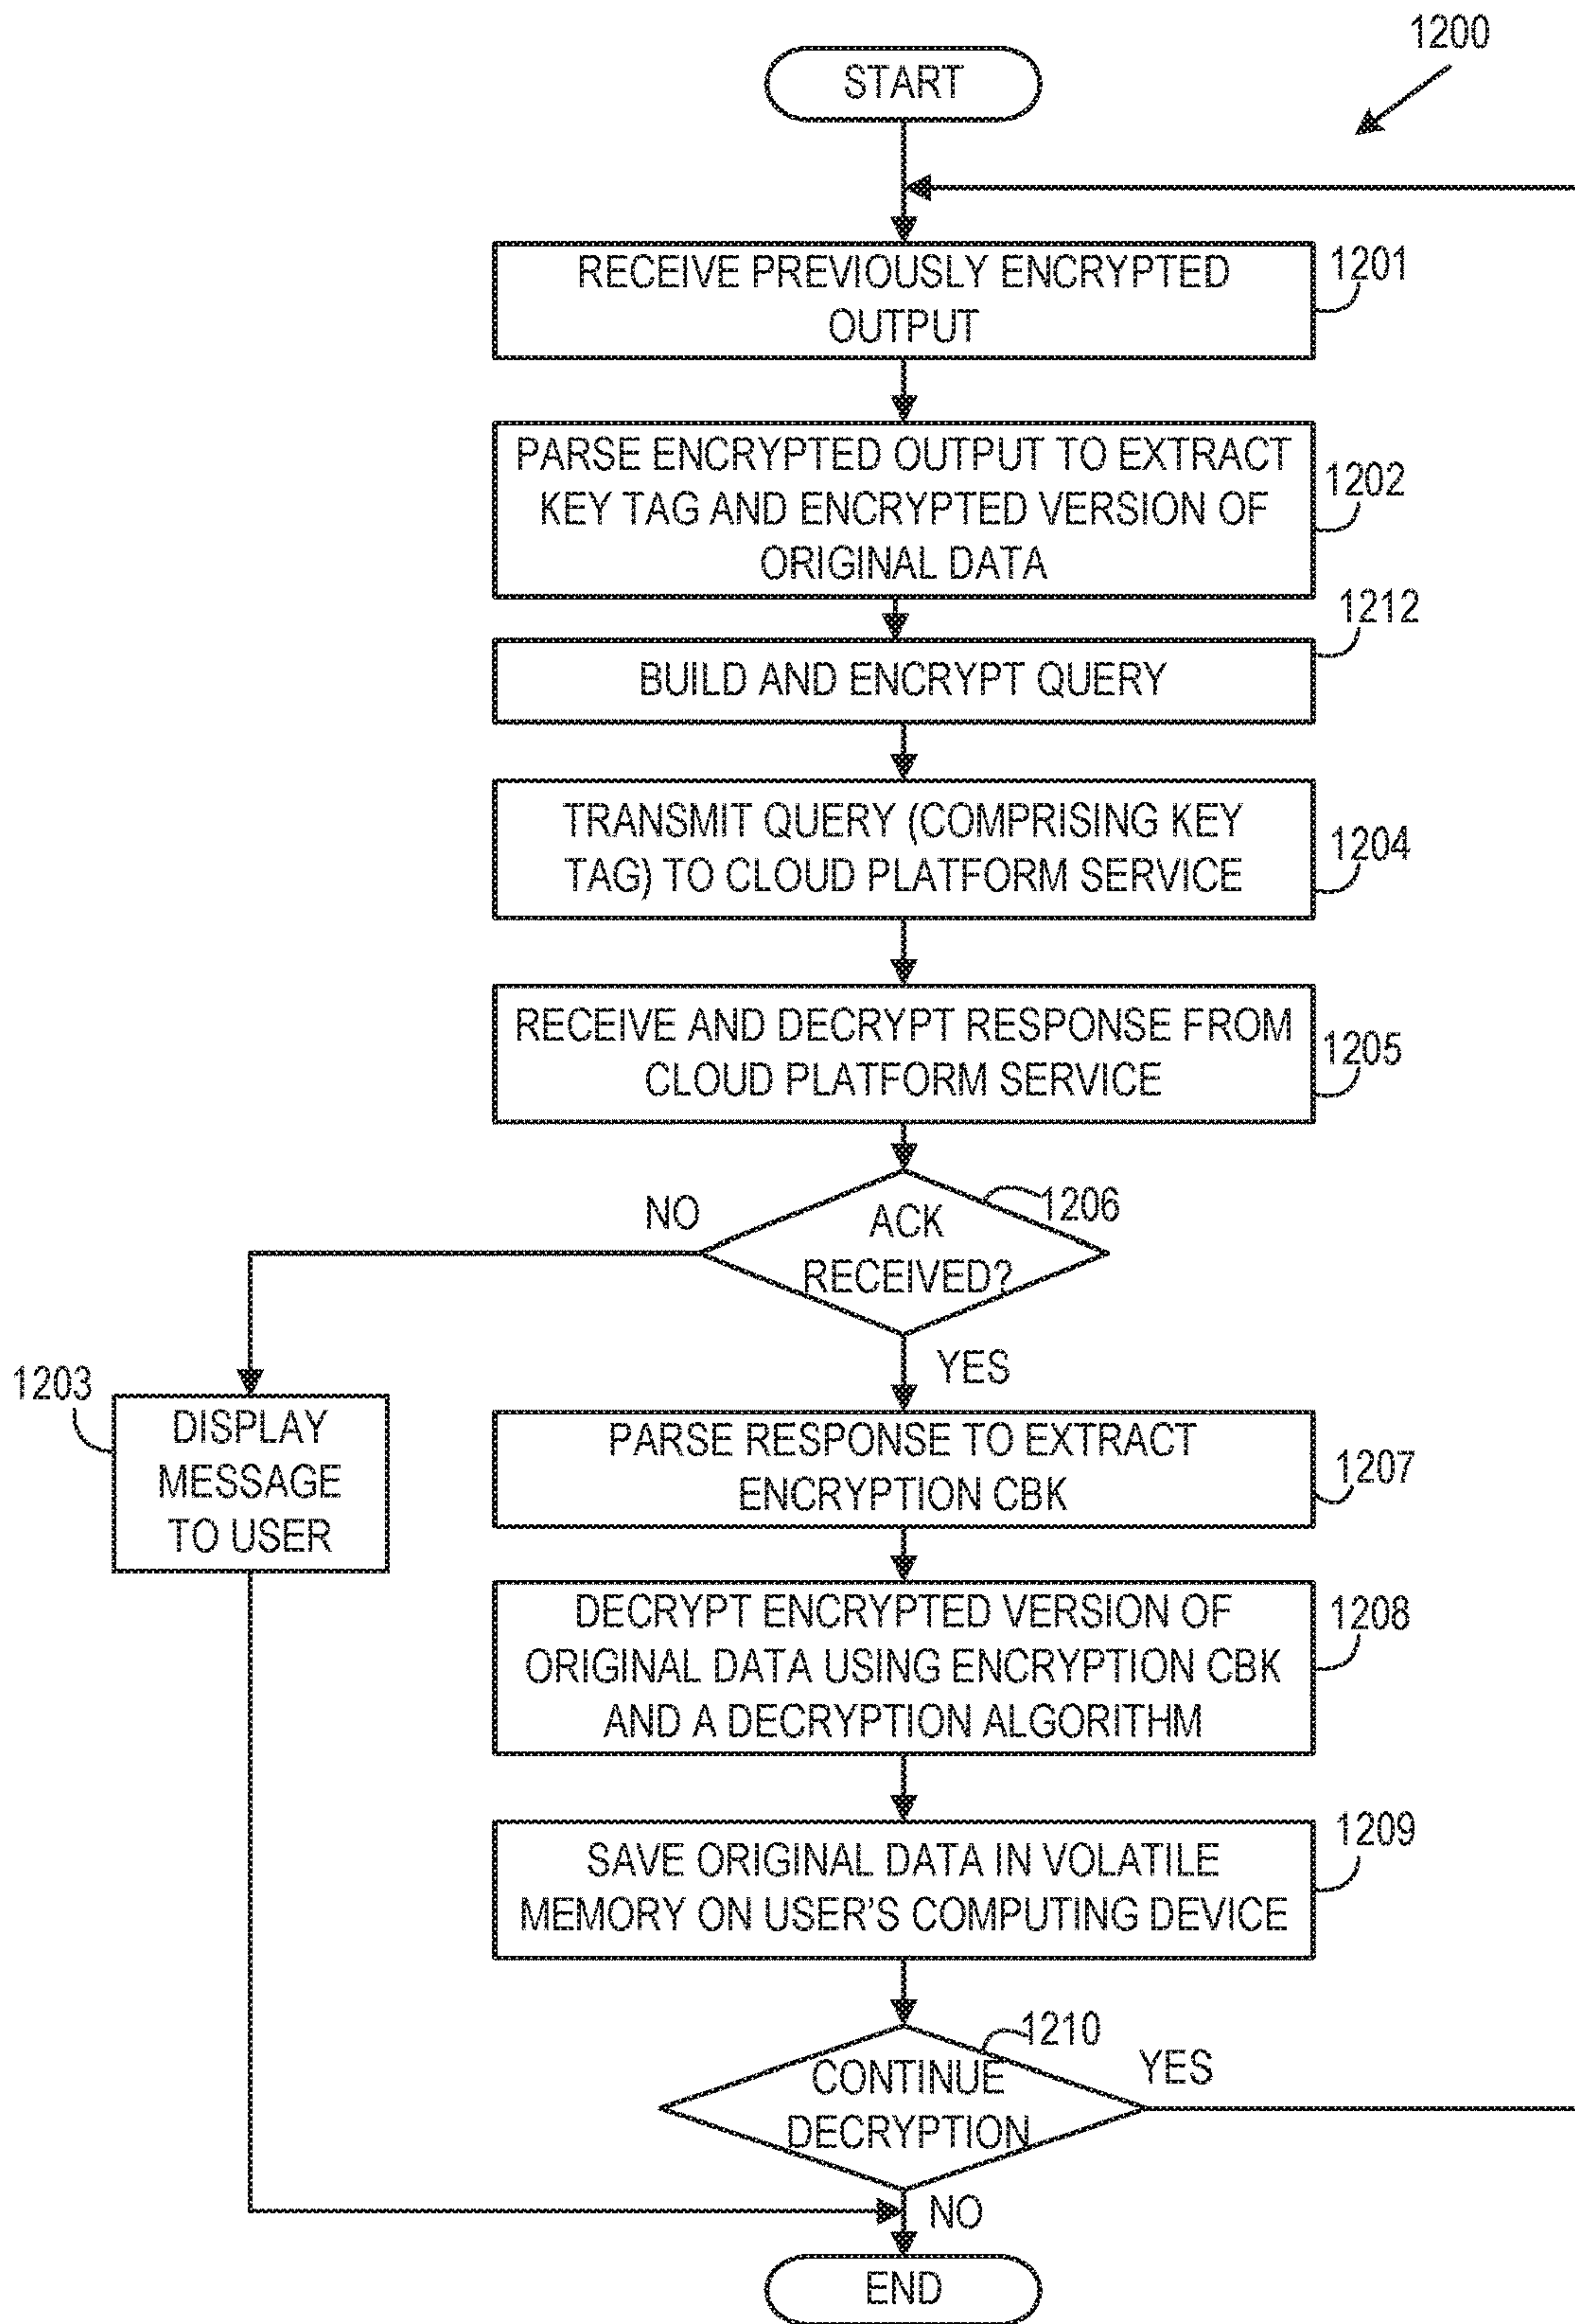 1200
START
RECEIVE PREVIOUSLY ENCRYPTED
OUTPUT
1201
PARSE ENCRYPTED OUTPUT TO EXTRACT
KEY TAG AND ENCRYPTED VERSION OF
ORIGINAL DATA
1202
1212
BUILD AND ENCRYPT QUERY
TRANSMIT QUERY (COMPRISING KEY
TAG) TO CLOUD PLATFORM SERVICE
1204
RECEIVE AND DECRYPT RESPONSE FROM
CLOUD PLATFORM SERVICE
1205
NO
ACK
RECEIVED?
1206
YES
1203
DISPLAY
MESSAGE
TO USER
PARSE RESPONSE TO EXTRACT
ENCRYPTION CBK
1207
DECRYPT ENCRYPTED VERSION OF
ORIGINAL DATA USING ENCRYPTION CBK
AND A DECRYPTION ALGORITHM
1208
SAVE ORIGINAL DATA IN VOLATILE
MEMORY ON USER'S COMPUTING DEVICE
1209
1210
CONTINUE
DECRYPTION
YES
NO
END